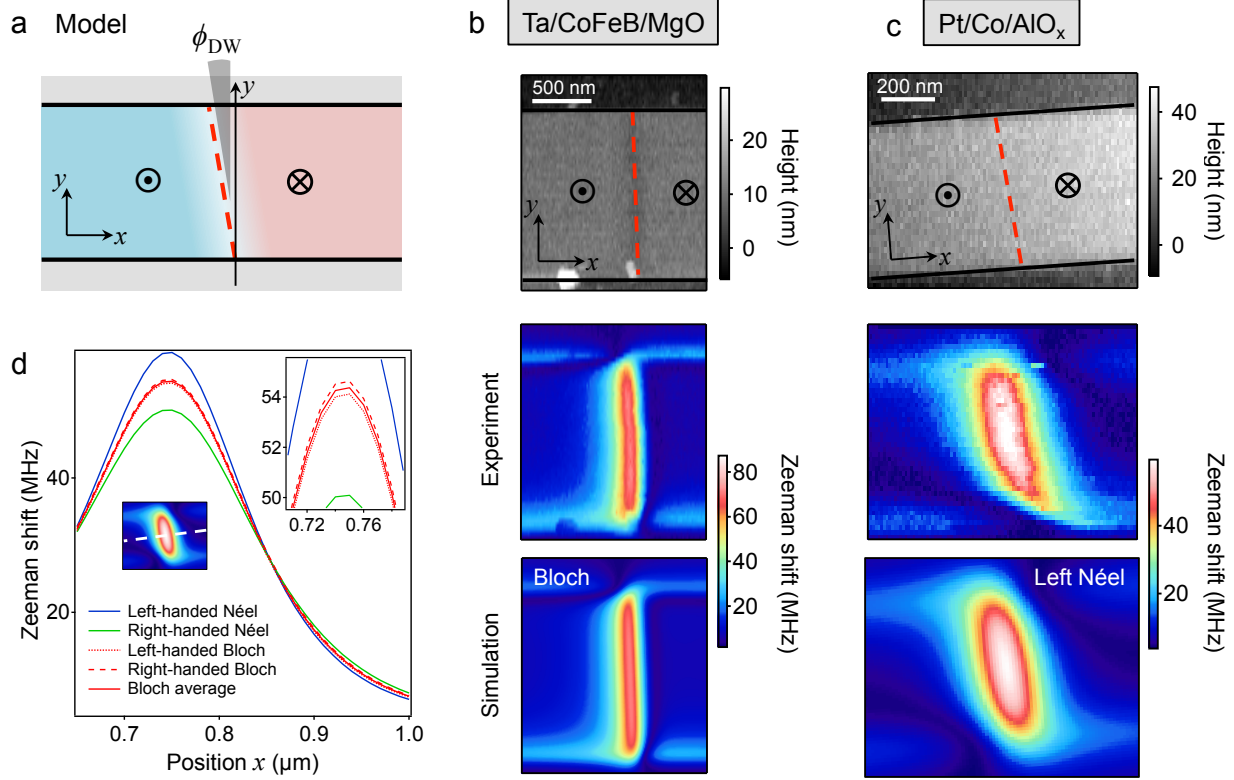 a Model
ϕDW
y
y
x
b Ta/CoFeB/MgO
500 nm
y
x
20
10
0
Height (nm)
c Pt/Co/AlOx
200 nm
y
x
40
20
0
Height (nm)
Experiment
Simulation
Bloch
80
60
40
20
Zeeman shift (MHz)
Left Néel
40
20
Zeeman shift (MHz)
d
Zeeman shift (MHz)
40
20
54
52
50
0.72 0.76
Left-handed Néel
Right-handed Néel
Left-handed Bloch
Right-handed Bloch
Bloch average
0.7 0.8 0.9 1.0
Position x (µm)